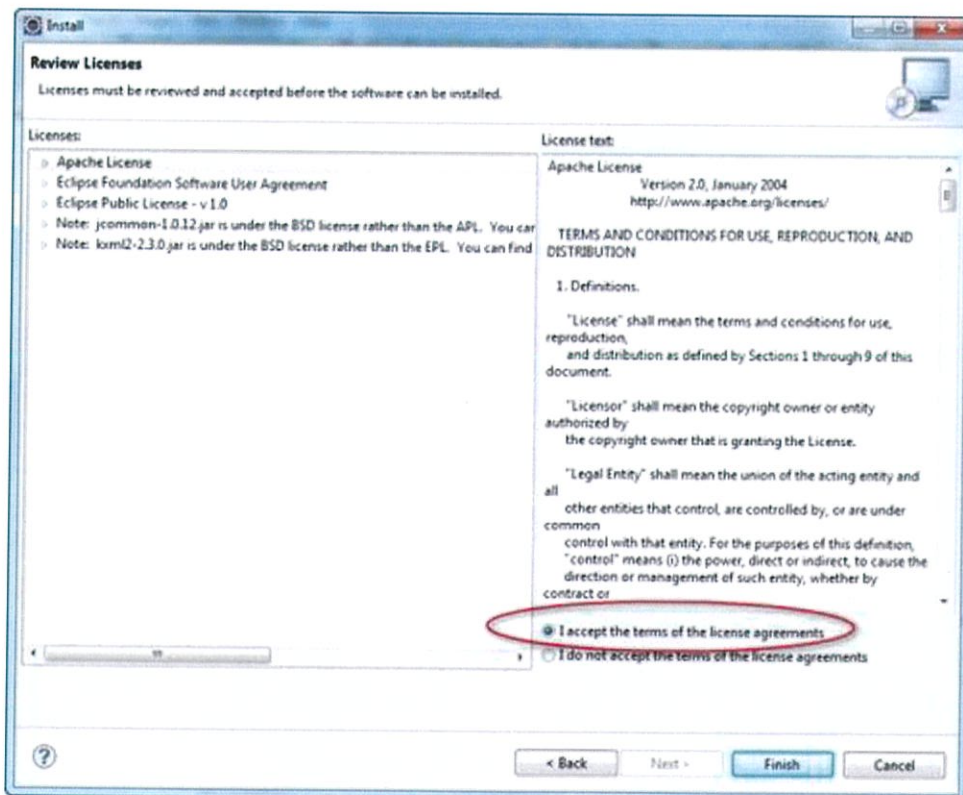 Install
Review Licenses
Licenses must be reviewed and accepted before the software can be installed.
Licenses:
Apache License
Eclipse Foundation Software User Agreement
Eclipse Public License - v 1.0
Note: jcommon-1.0.12.jar is under the BSD license rather than the APL. You car
Note: kxml2-2.3.0.jar is under the BSD license rather than the EPL. You can find
License text:
Apache License
Version 2.0, January 2004
http://www.apache.org/licenses/
TERMS AND CONDITIONS FOR USE, REPRODUCTION, AND
DISTRIBUTION
1. Definitions.
"License" shall mean the terms and conditions for use,
reproduction,
and distribution as defined by Sections 1 through 9 of this
document.
"Licensor" shall mean the copyright owner or entity
authorized by
the copyright owner that is granting the License.
"Legal Entity" shall mean the union of the acting entity and
all
other entities that control, are controlled by, or are under
common
control with that entity. For the purposes of this definition,
"control" means (i) the power, direct or indirect, to cause the
direction or management of such entity, whether by
contract or
I accept the terms of the license agreements
I do not accept the terms of the license agreements
< Back
Next >
Finish
Cancel